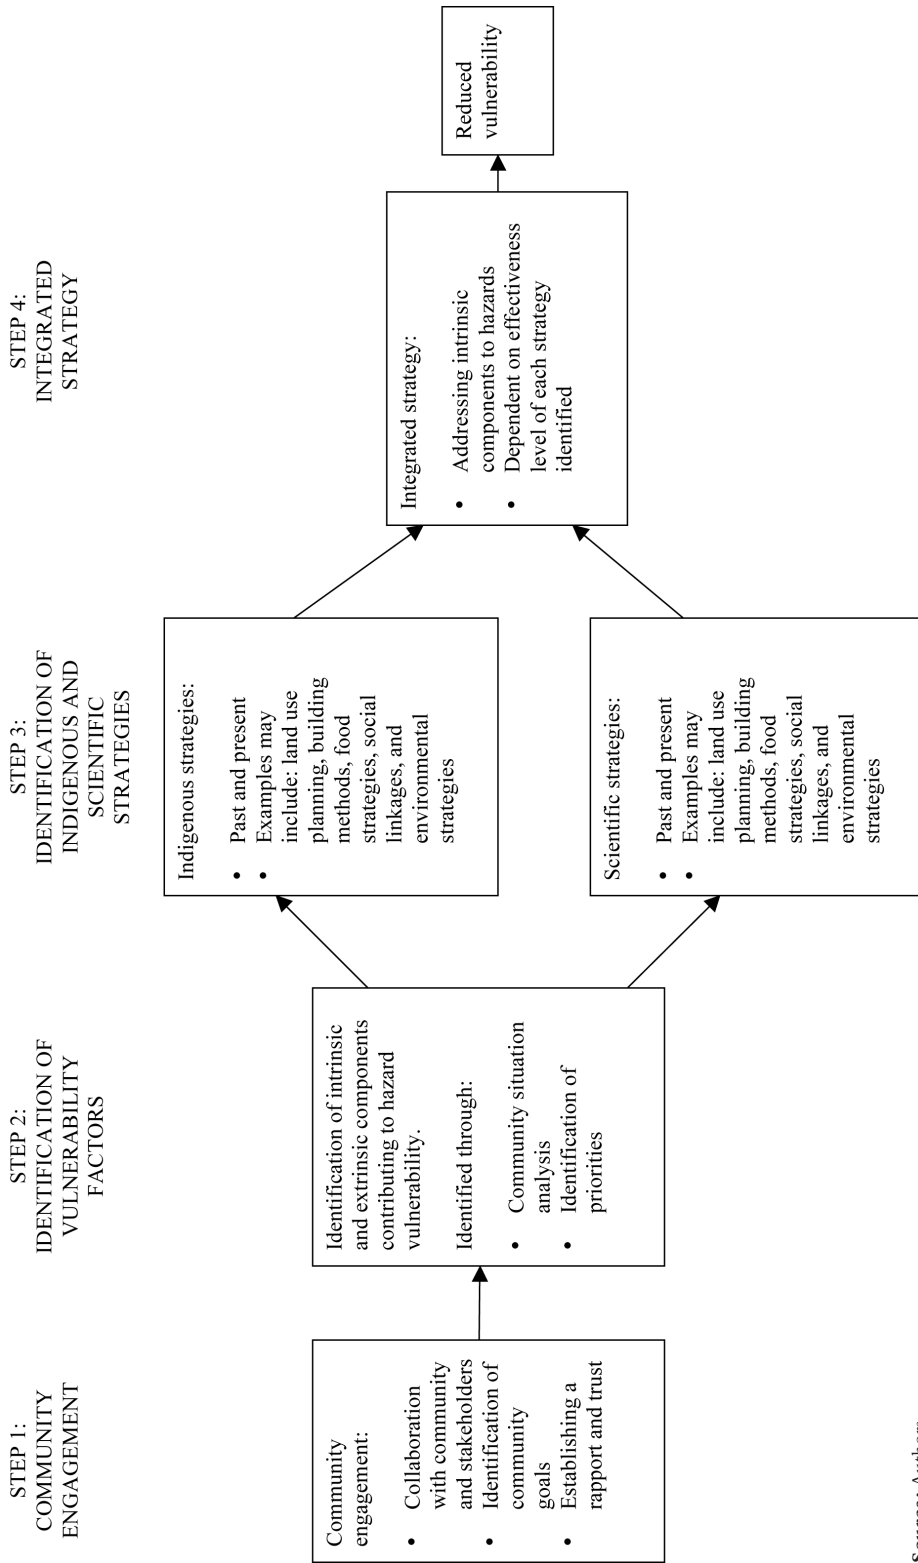 STEP 1:
COMMUNITY
ENGAGEMENT
STEP 2:
IDENTIFICATION OF
VULNERABILITY
FACTORS
STEP 3:
IDENTIFICATION OF
INDIGENOUS AND
SCIENTIFIC
STRATEGIES
STEP 4:
INTEGRATED
STRATEGY
Community
engagement:
• Collaboration
with community
and stakeholders
• Identification of
community
goals
• Establishing a
rapport and trust
Identification of intrinsic
and extrinsic components
contributing to hazard
vulnerability.
Identified through:
• Community situation
analysis
• Identification of
priorities
Indigenous strategies:
• Past and present
• Examples may
include: land use
planning, building
methods, food
strategies, social
linkages, and
environmental
strategies
Scientific strategies:
• Past and present
• Examples may
include: land use
planning, building
methods, food
strategies, social
linkages, and
environmental
strategies
Integrated strategy:
• Addressing intrinsic
components to hazards
• Dependent on effectiveness
level of each strategy
identified
Reduced
vulnerability